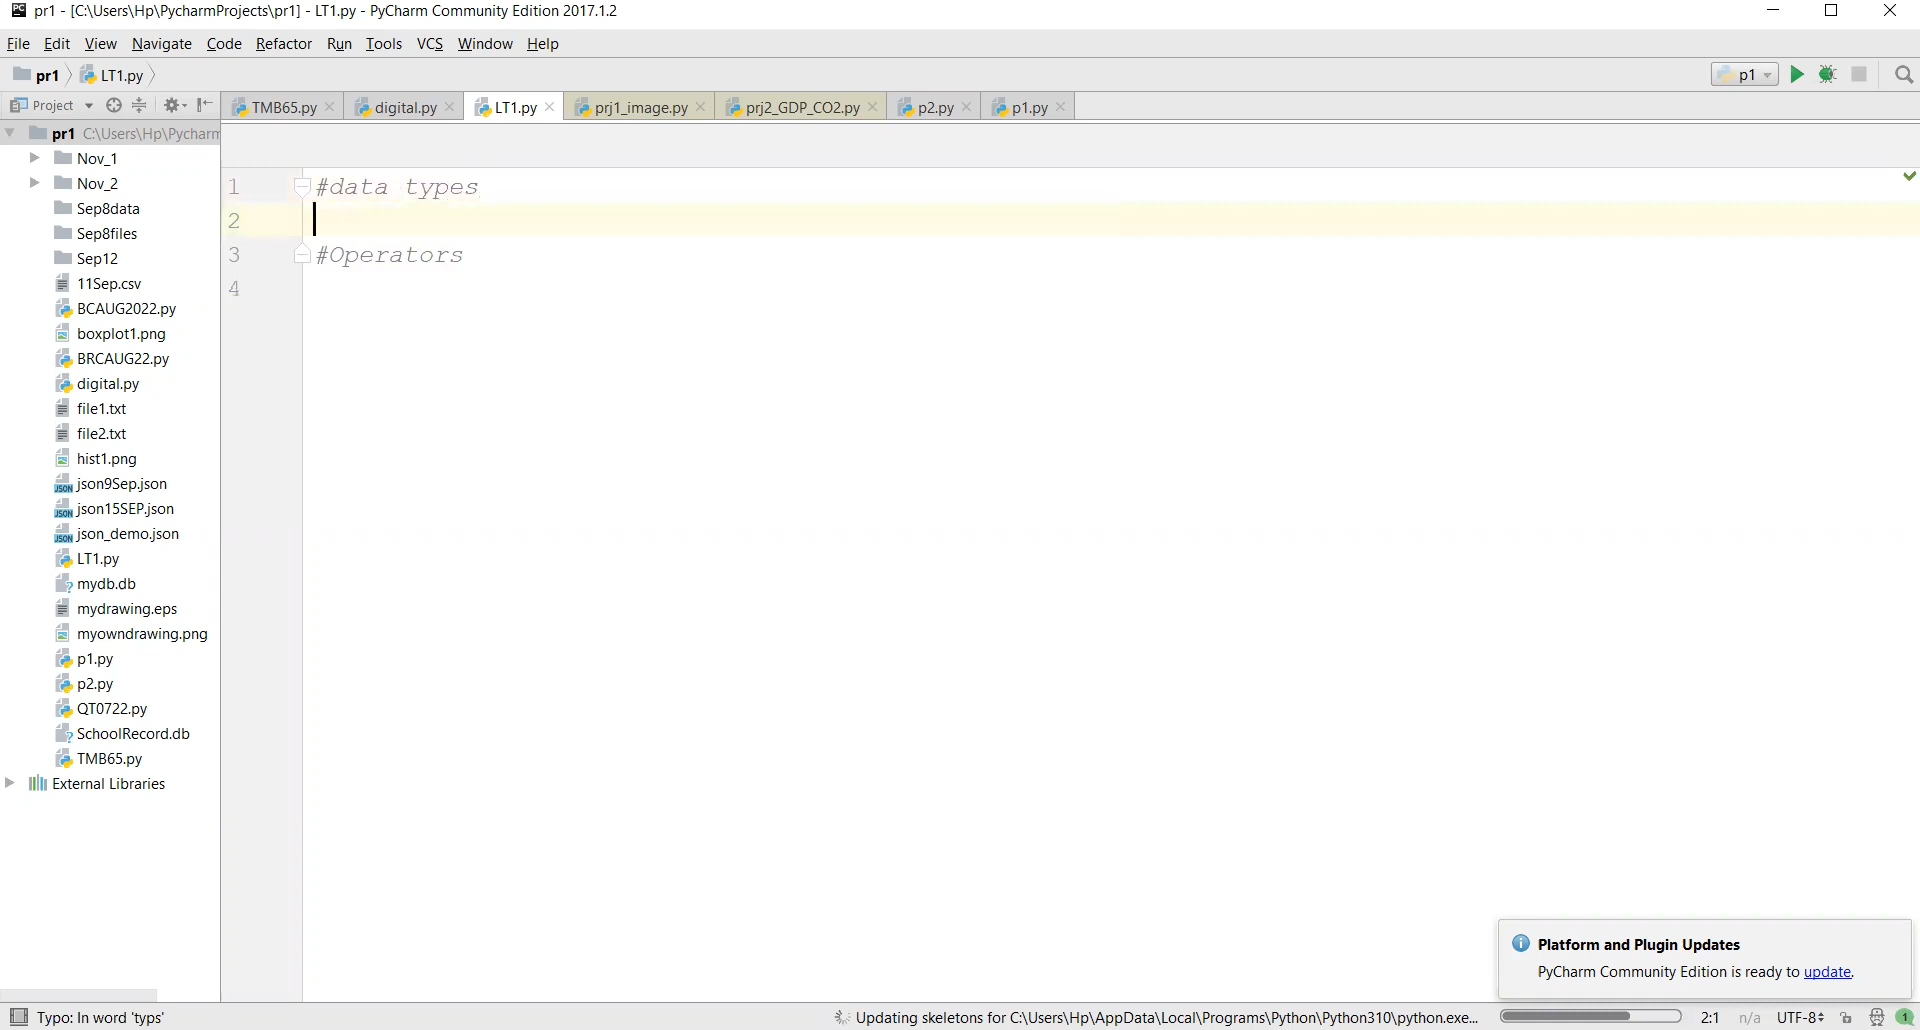 PC pr1 - [C:\Users\Hp\PycharmProjects\pr1] - LT1.py - PyCharm Community Edition 2017.1.2
File Edit View Navigate Code Refactor Run Tools VCS Window Help
pr1 LT1.py p1
Project TMB65.py digital.py LT1.py prj1_image.py prj2_GDP_CO2.py p2.py p1.py
pr1 C:\Users\Hp\Pycharm
Nov_1
Nov_2
Sep8data
Sep8files
Sep12
11Sep.csv
BCAUG2022.py
boxplot1.png
BRCAUG22.py
digital.py
file1.txt
file2.txt
hist1.png
json9Sep.json
json15SEP.json
json_demo.json
LT1.py
mydb.db
mydrawing.eps
myowndrawing.png
p1.py
p2.py
QT0722.py
SchoolRecord.db
TMB65.py
External Libraries
1 #data types
2
3 #Operators
4
Platform and Plugin Updates
PyCharm Community Edition is ready to update.
Typo: In word 'typs' Updating skeletons for C:\Users\Hp\AppData\Local\Programs\Python\Python310\python.exe... 2:1 n/a UTF-8 1